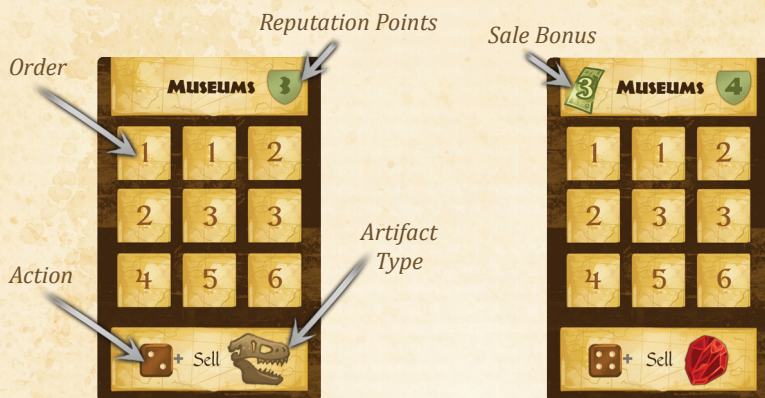 Reputation Points
Sale Bonus
Order
MUSEUMS 3
3 MUSEUMS 4
1 1 2
1 1 2
2 3 3
2 3 3
Artifact
Type
Action
4 5 6
4 5 6
+ Sell
+ Sell